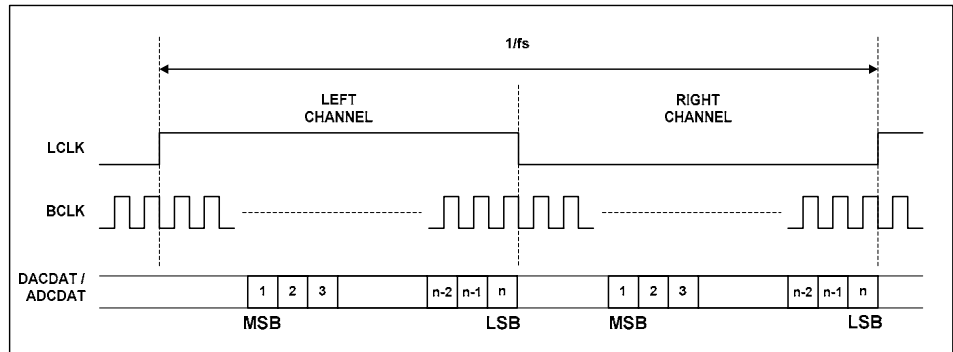 1/fs
LEFT
CHANNEL
RIGHT
CHANNEL
LCLK
BCLK
DACDAT /
ADCDAT
1 2 3 n-2 n-1 n 1 2 3 n-2 n-1 n
MSB LSB MSB LSB